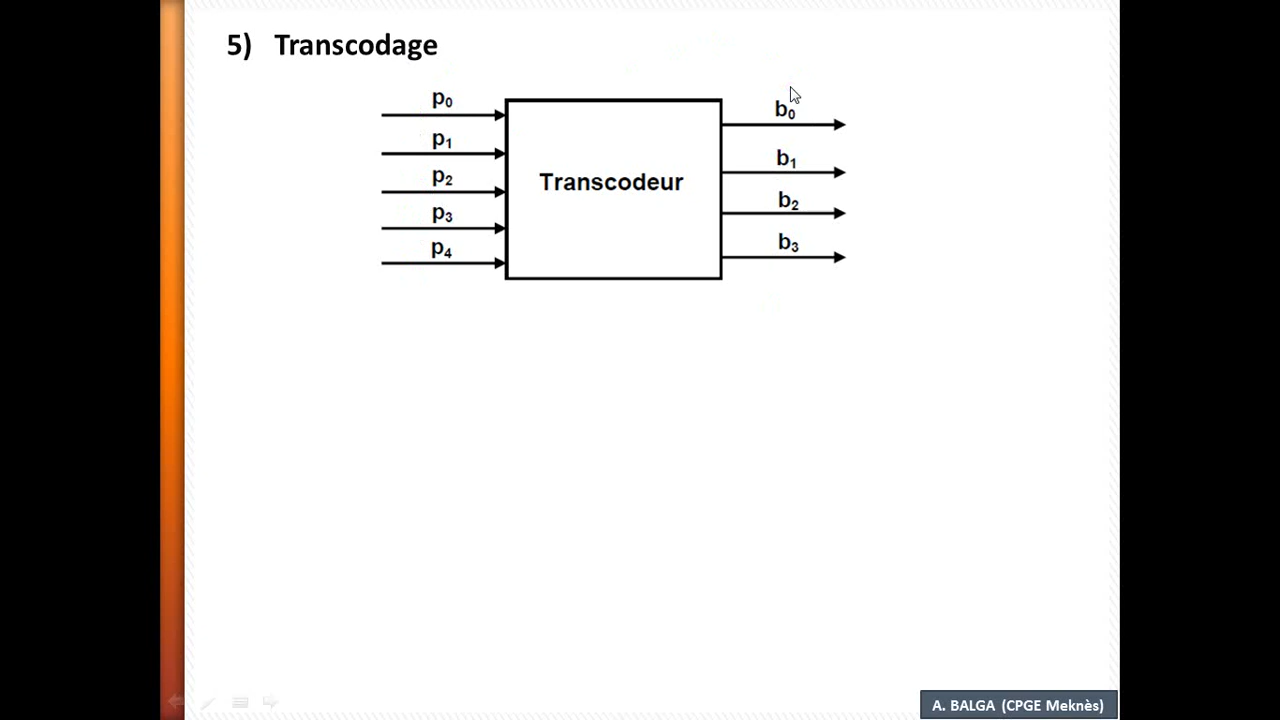 5) Transcodage
p₀
p₁
p₂
p₃
p₄
Transcodeur
b₀
b₁
b₂
b₃
A. BALGA (CPGE Meknès)